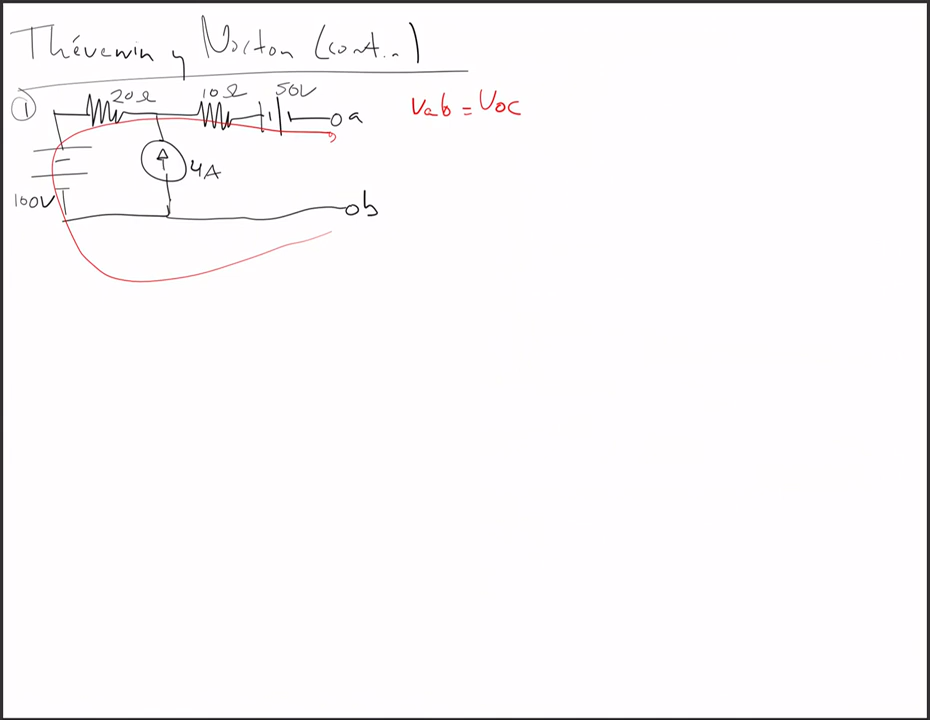 Thévenin y Norton (cont..)
① 20Ω 10Ω 50V a Vab = Voc
4A
100V
b